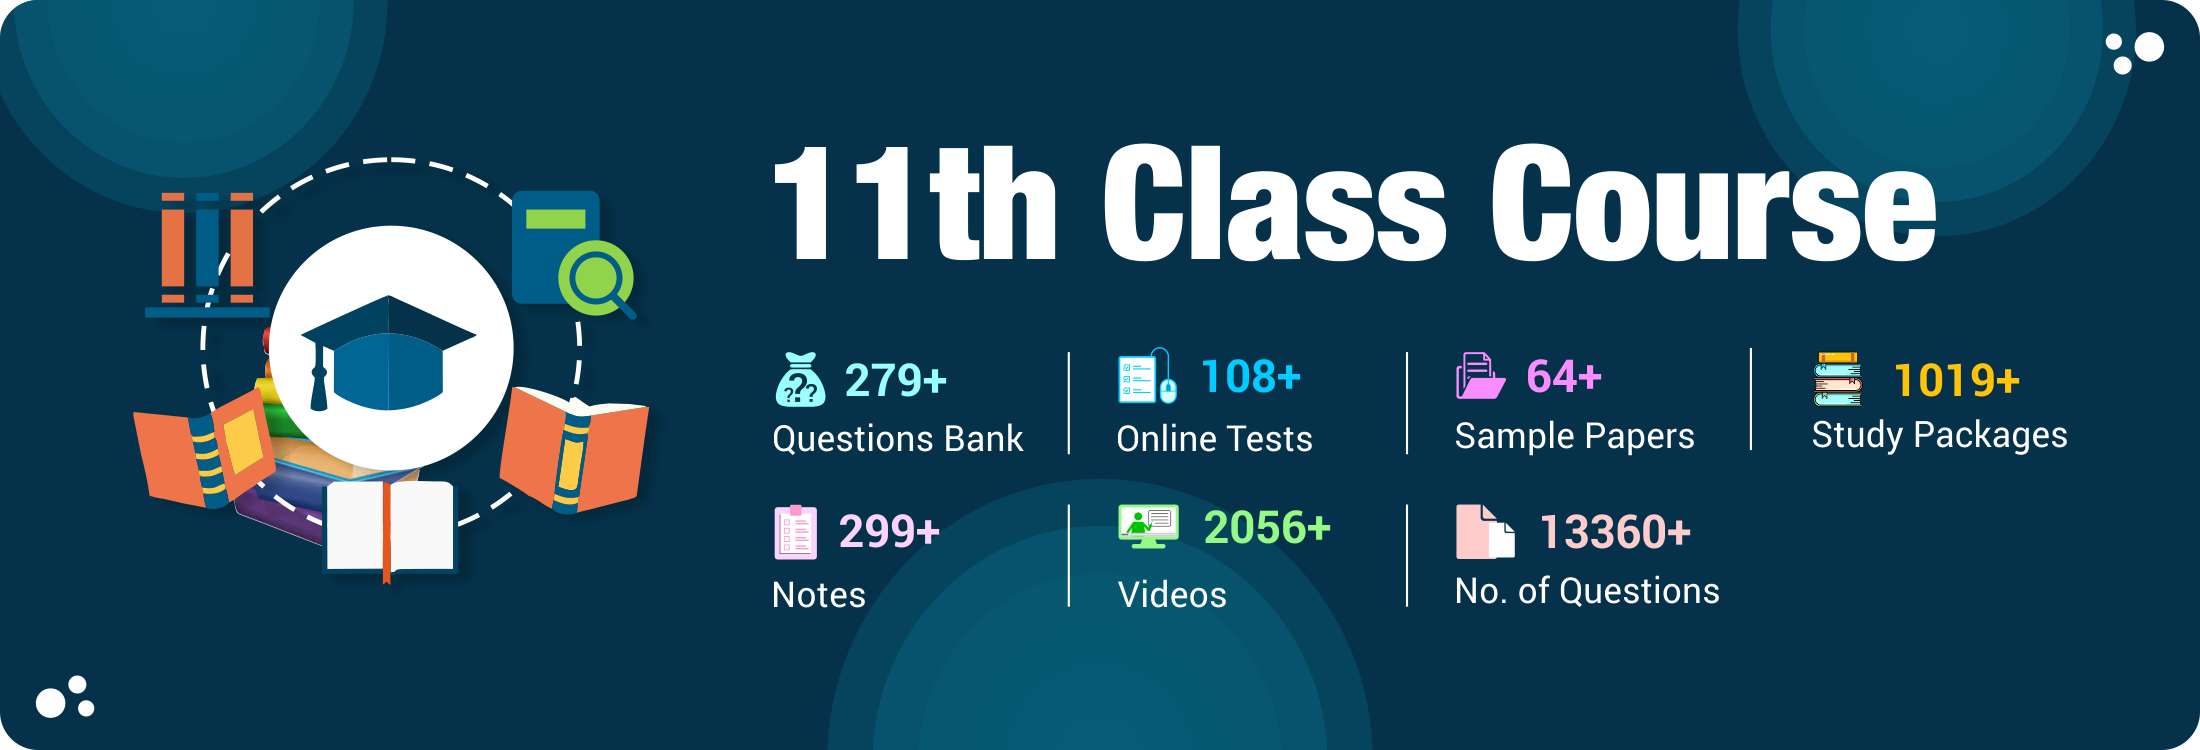 11th Class Course
279+
Questions Bank
108+
Online Tests
64+
Sample Papers
1019+
Study Packages
299+
Notes
2056+
Videos
13360+
No. of Questions